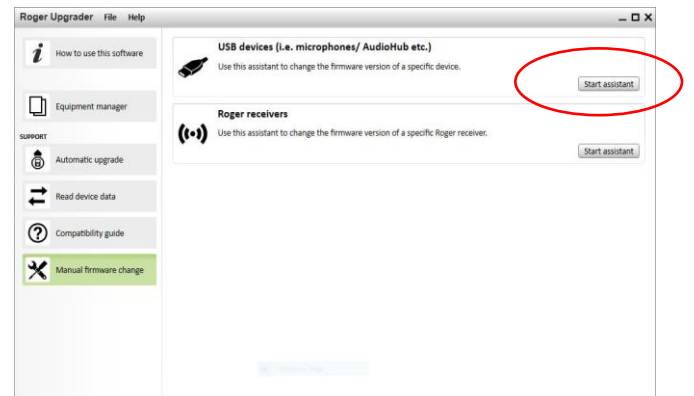 Roger Upgrader File Help
How to use this software
Equipment manager
SUPPORT
Automatic upgrade
Read device data
Compatibility guide
Manual firmware change
USB devices (i.e. microphones/ AudioHub etc.)
Use this assistant to change the firmware version of a specific device.
Start assistant
Roger receivers
Use this assistant to change the firmware version of a specific Roger receiver.
Start assistant